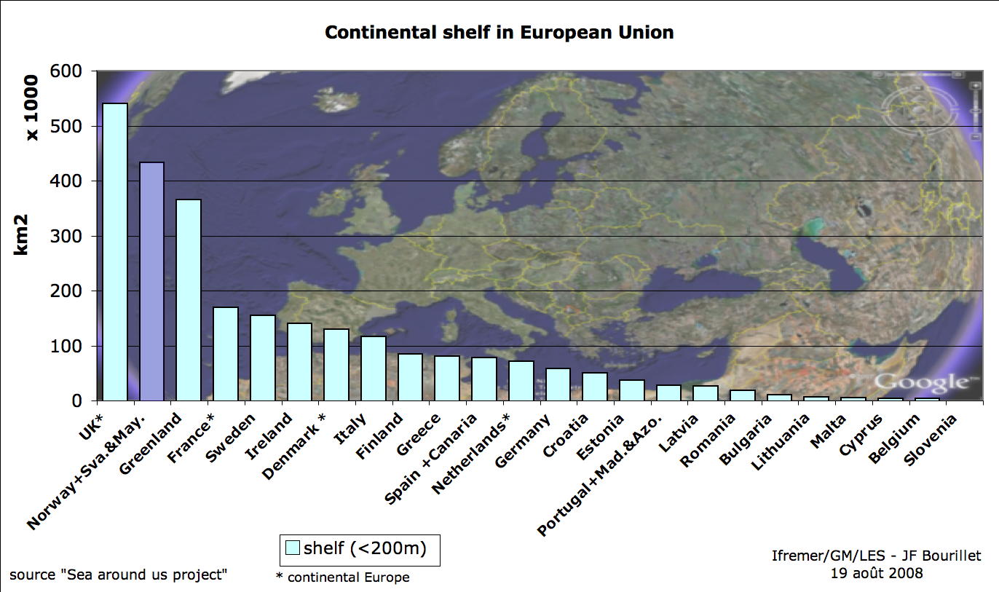 Continental shelf in European Union
x 1000
km2
600
500
400
300
200
100
0
UK*
Norway+Sva.&May.
Greenland
France*
Sweden
Ireland
Denmark *
Italy
Finland
Greece
Spain +Canaria
Netherlands*
Germany
Croatia
Estonia
Portugal+Mad.&Azo.
Latvia
Romania
Bulgaria
Lithuania
Malta
Cyprus
Belgium
Slovenia
Google™
shelf (<200m)
* continental Europe
source "Sea around us project"
Ifremer/GM/LES - JF Bourillet
19 août 2008